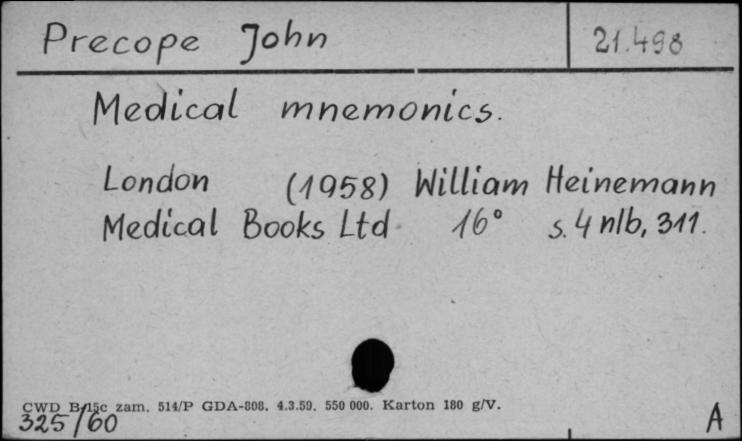 Precope John 21.498
Medical mnemonics.
London (1958) William Heinemann
Medical Books Ltd. 16° s. 4 nlb, 311.
CWD B-15c zam. 514/P GDA-808. 4.3.59. 550 000. Karton 180 g/V.
325/60
A